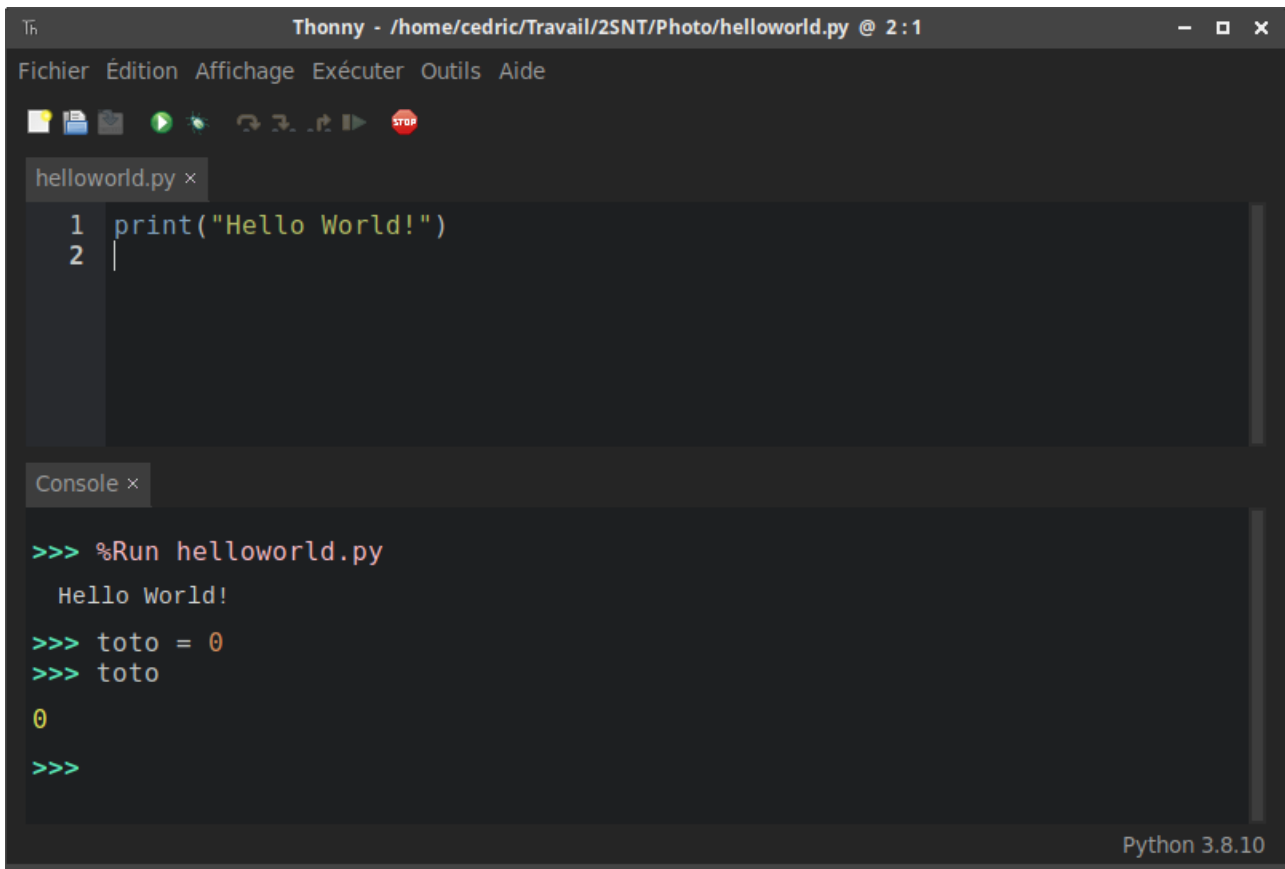 Th Thonny - /home/cedric/Travail/2SNT/Photo/helloworld.py @ 2:1
Fichier Édition Affichage Exécuter Outils Aide
STOP
helloworld.py ×
1 print("Hello World!")
2
Console ×
>>> %Run helloworld.py
Hello World!
>>> toto = 0
>>> toto
0
>>>
Python 3.8.10